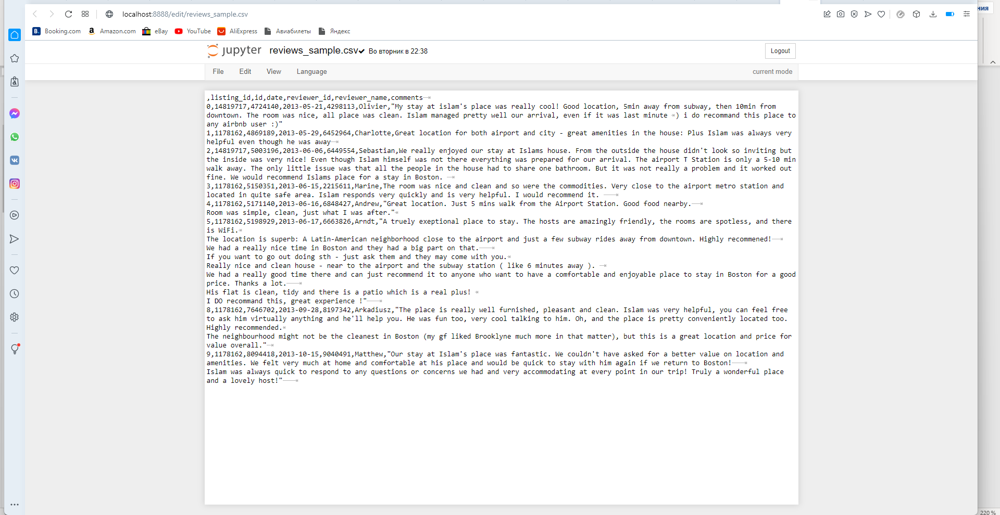 ния
localhost:8888/edit/reviews_sample.csv
B. Booking.com a Amazon.com eBay YouTube AliExpress Авиабилеты Яндекс
jupyter reviews_sample.csv Во вторник в 22:38 Logout
File Edit View Language current mode
,listing_id,id,date,reviewer_id,reviewer_name,comments
0,14819717,4724140,2013-05-21,4298113,Olivier,"My stay at islam's place was really cool! Good location, 5min away from subway, then 10min from
downtown. The room was nice, all place was clean. Islam managed pretty well our arrival, even if it was last minute ) i do recommand this place to
any airbnb user :)"
1,1178162,4869189,2013-05-29,6452964,Charlotte,Great location for both airport and city - great amenities in the house: Plus Islam was always very
helpful even though he was away
2,14819717,5003196,2013-06-06,6449554,Sebastian,We really enjoyed our stay at Islams house. From the outside the house didn't look so inviting but
the inside was very nice! Even though Islam himself was not there everything was prepared for our arrival. The airport T Station is only a 5-10 min
walk away. The only little issue was that all the people in the house had to share one bathroom. But it was not really a problem and it worked out
fine. We would recommend Islams place for a stay in Boston.
3,1178162,5150351,2013-06-15,2215611,Marine,The room was nice and clean and so were the commodities. Very close to the airport metro station and
located in quite safe area. Islam responds very quickly and is very helpful. I would recommend it.
4,1178162,5171140,2013-06-16,6848427,Andrew,"Great location. Just 5 mins walk from the Airport Station. Good food nearby.
Room was simple, clean, just what I was after."
5,1178162,5198929,2013-06-17,6663826,Arndt,"A truely exeptional place to stay. The hosts are amazingly friendly, the rooms are spotless, and there
is WiFi.
The location is superb: A Latin-American neighborhood close to the airport and just a few subway rides away from downtown. Highly recommened!
We had a really nice time in Boston and they had a big part on that.
If you want to go out doing sth - just ask them and they may come with you.
Really nice and clean house - near to the airport and the subway station ( like 6 minutes away ).
We had a really good time there and can just recommend it to anyone who want to have a comfortable and enjoyable place to stay in Boston for a good
price. Thanks a lot.
His flat is clean, tidy and there is a patio which is a real plus!
I DO recommand this, great experience !"
8,1178162,7646702,2013-09-28,8197342,Arkadiusz,"The place is really well furnished, pleasant and clean. Islam was very helpful, you can feel free
to ask him virtually anything and he'll help you. He was fun too, very cool talking to him. Oh, and the place is pretty conveniently located too.
Highly recommended.
The neighbourhood might not be the cleanest in Boston (my gf liked Brooklyne much more in that matter), but this is a great location and price for
value overall."
9,1178162,8094418,2013-10-15,9040491,Matthew,"Our stay at Islam's place was fantastic. We couldn't have asked for a better value on location and
amenities. We felt very much at home and comfortable at his place and would be quick to stay with him again if we return to Boston!
Islam was always quick to respond to any questions or concerns we had and very accommodating at every point in our trip! Truly a wonderful place
and a lovely host!"
220 %